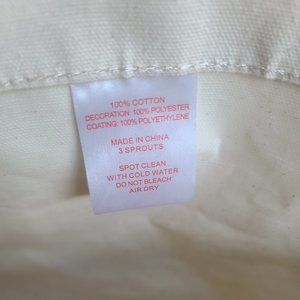 100% COTTON
DECORATION: 100% POLYESTER
COATING: 100% POLYETHYLENE
MADE IN CHINA
3 SPROUTS
SPOT CLEAN
WITH COLD WATER
DO NOT BLEACH
AIR DRY